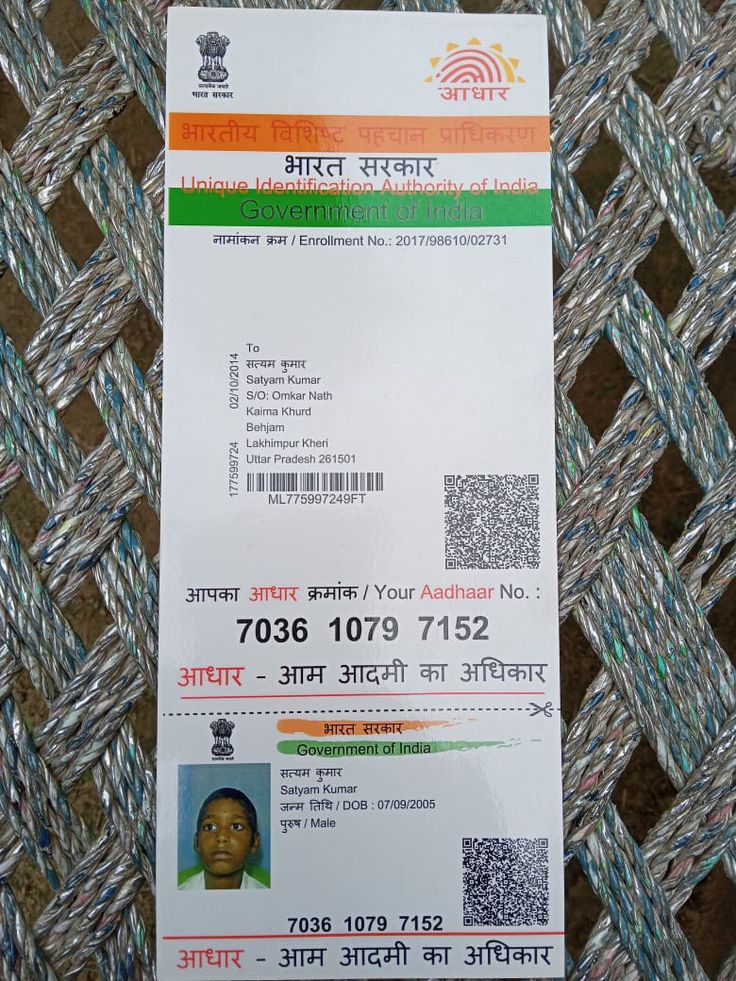 सत्यमेव जयते
भारत सरकार
आधार
भारतीय विशिष्ट पहचान प्राधिकरण
भारत सरकार
Unique Identification Authority of India
Government of India
नामांकन क्रम / Enrollment No.: 2017/98610/02731
To
सत्यम कुमार
Satyam Kumar
S/O: Omkar Nath
Kaima Khurd
Behjam
Lakhimpur Kheri
Uttar Pradesh 261501
177599724 02/10/2014
ML775997249FT
आपका आधार क्रमांक / Your Aadhaar No. :
7036 1079 7152
आधार - आम आदमी का अधिकार
भारत सरकार
Government of India
सत्यम कुमार
Satyam Kumar
जन्म तिथि / DOB : 07/09/2005
पुरुष / Male
7036 1079 7152
आधार - आम आदमी का अधिकार